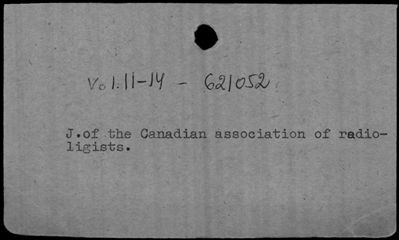 Vol.11-14 - 621052
J.of the Canadian association of radio-
ligists.